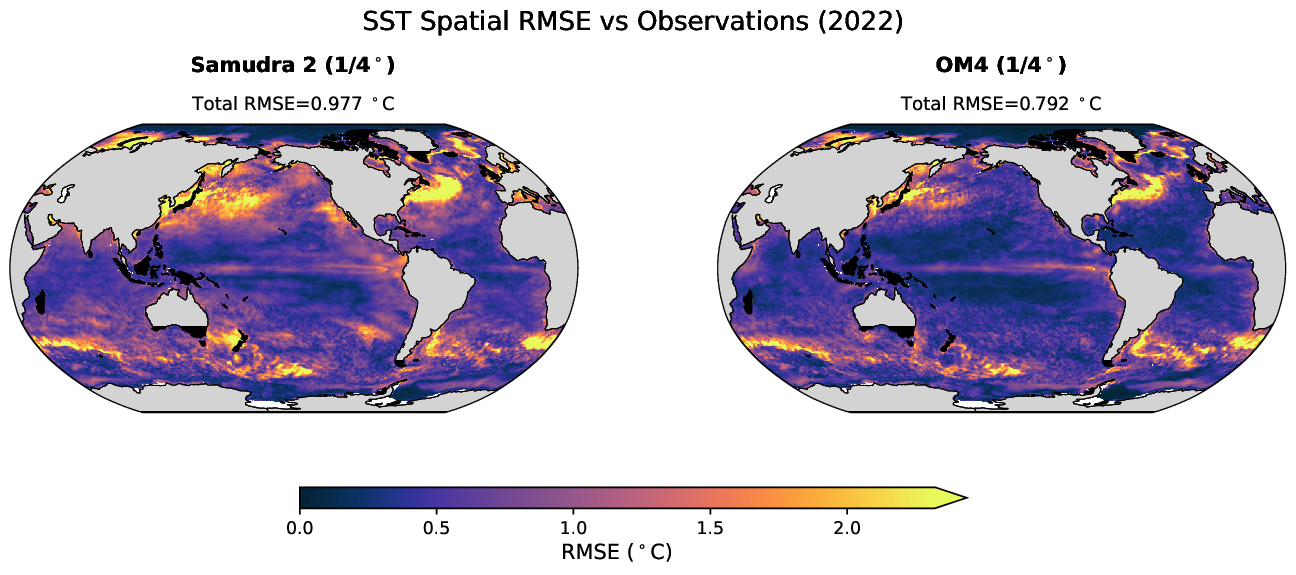 SST Spatial RMSE vs Observations (2022)
Samudra 2 (1/4°)
Total RMSE=0.977 °C
OM4 (1/4°)
Total RMSE=0.792 °C
0.0 0.5 1.0 1.5 2.0
RMSE (°C)